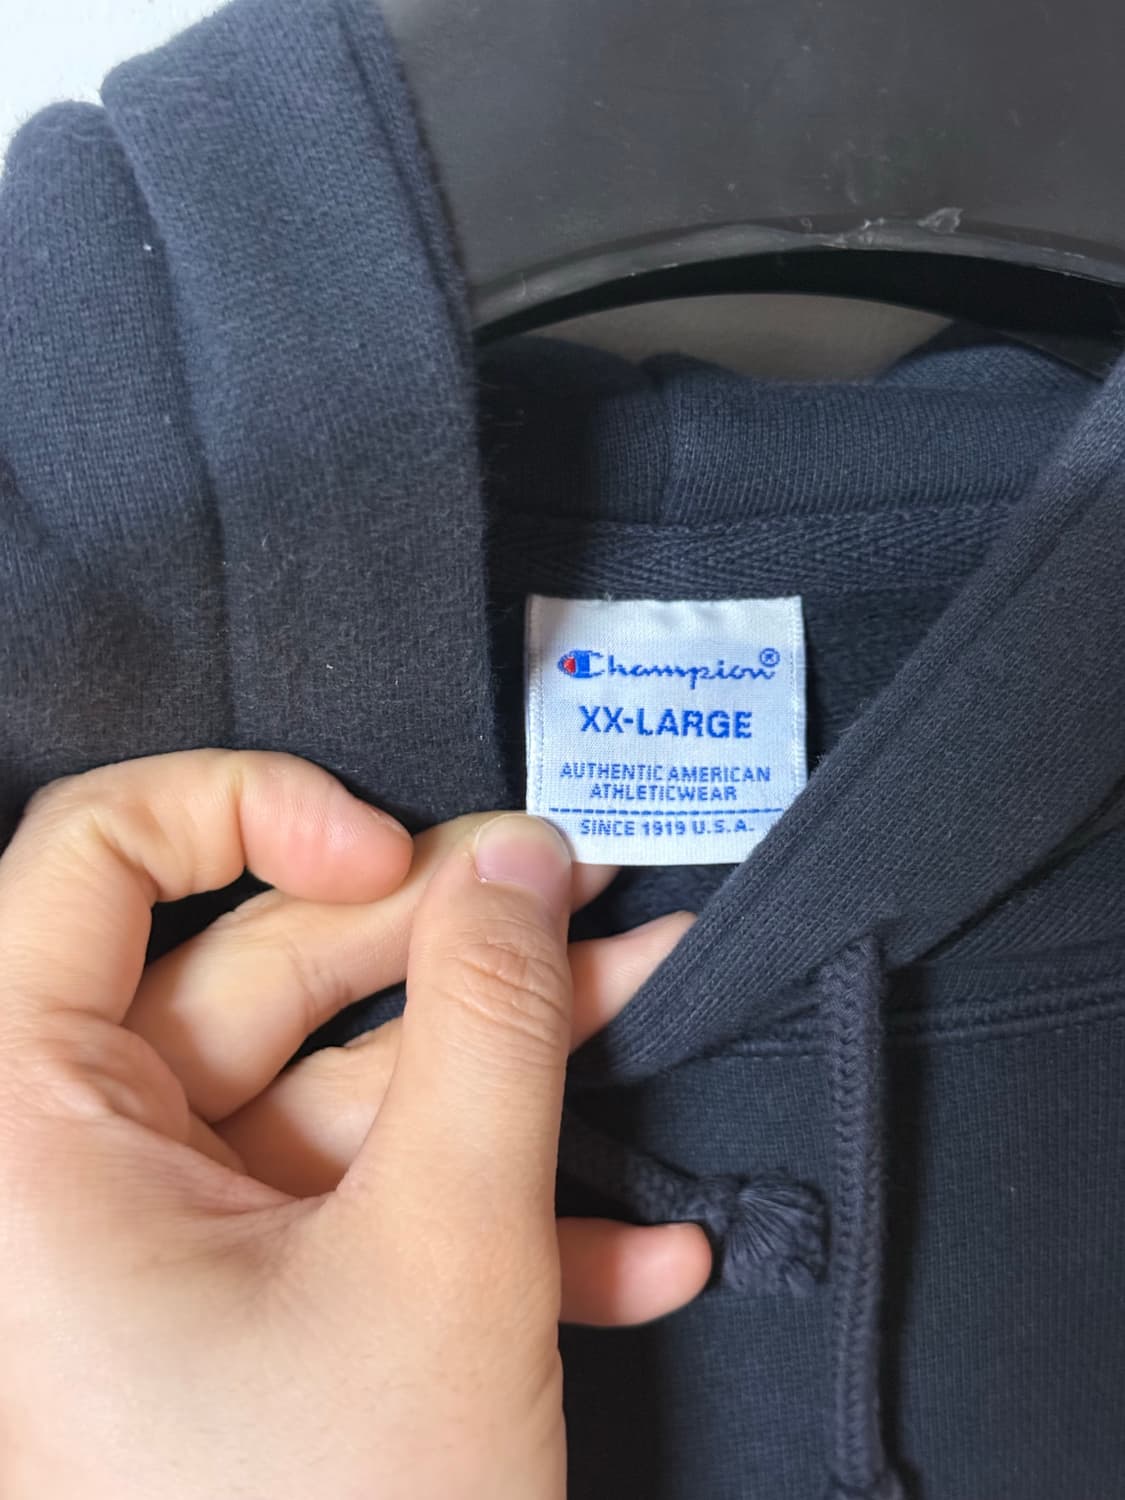 Champion®
XX-LARGE
AUTHENTIC AMERICAN
ATHLETICWEAR
SINCE 1919 U.S.A.